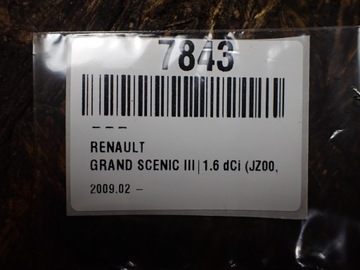 7843
– – –
RENAULT
GRAND SCENIC III|1.6 dCi (JZ00,
2009.02 –